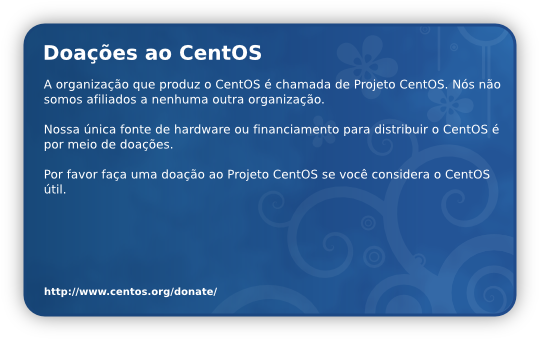 Doações ao CentOS
A organização que produz o CentOS é chamada de Projeto CentOS. Nós não
somos afiliados a nenhuma outra organização.
Nossa única fonte de hardware ou financiamento para distribuir o CentOS é
por meio de doações.
Por favor faça uma doação ao Projeto CentOS se você considera o CentOS
útil.
http://www.centos.org/donate/